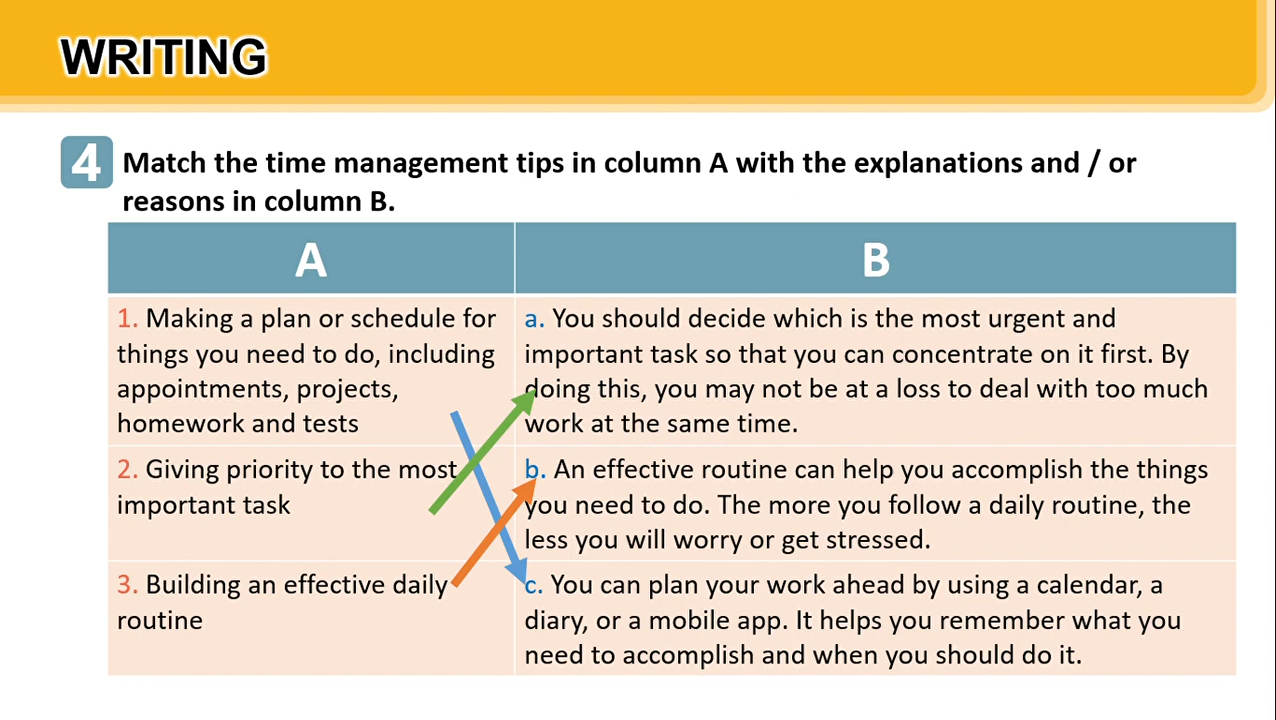 WRITING
4 Match the time management tips in column A with the explanations and / or
reasons in column B.
A
B
1. Making a plan or schedule for
things you need to do, including
appointments, projects,
homework and tests
a. You should decide which is the most urgent and
important task so that you can concentrate on it first. By
doing this, you may not be at a loss to deal with too much
work at the same time.
2. Giving priority to the most
important task
b. An effective routine can help you accomplish the things
you need to do. The more you follow a daily routine, the
less you will worry or get stressed.
3. Building an effective daily
routine
c. You can plan your work ahead by using a calendar, a
diary, or a mobile app. It helps you remember what you
need to accomplish and when you should do it.